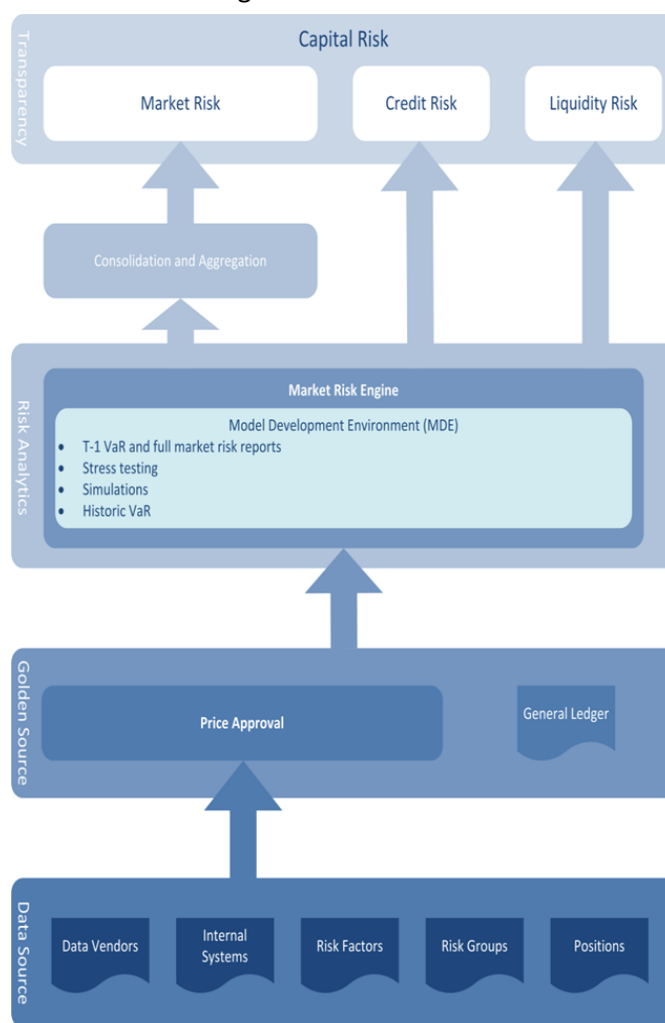 Transparency
Capital Risk
Market Risk
Credit Risk
Liquidity Risk
Consolidation and Aggregation
Risk Analytics
Market Risk Engine
Model Development Environment (MDE)
• T-1 VaR and full market risk reports
• Stress testing
• Simulations
• Historic VaR
Golden Source
Price Approval
General Ledger
Data Source
Data Vendors
Internal
Systems
Risk Factors
Risk Groups
Positions